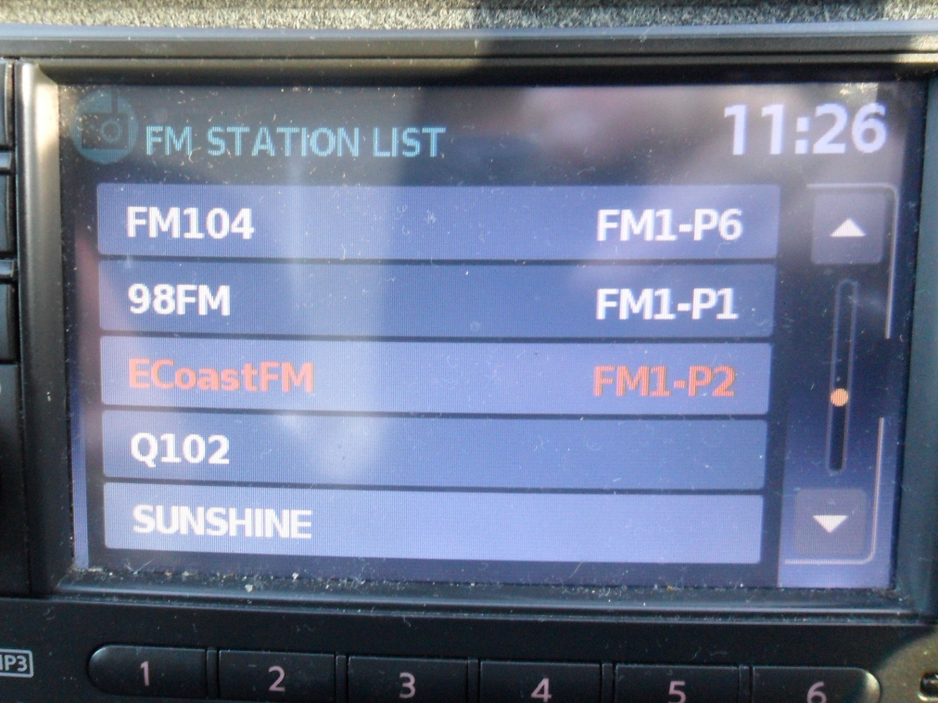 FM STATION LIST 11:26
FM104 FM1-P6
98FM FM1-P1
ECoastFM FM1-P2
Q102
SUNSHINE
1 2 3 4 5 6